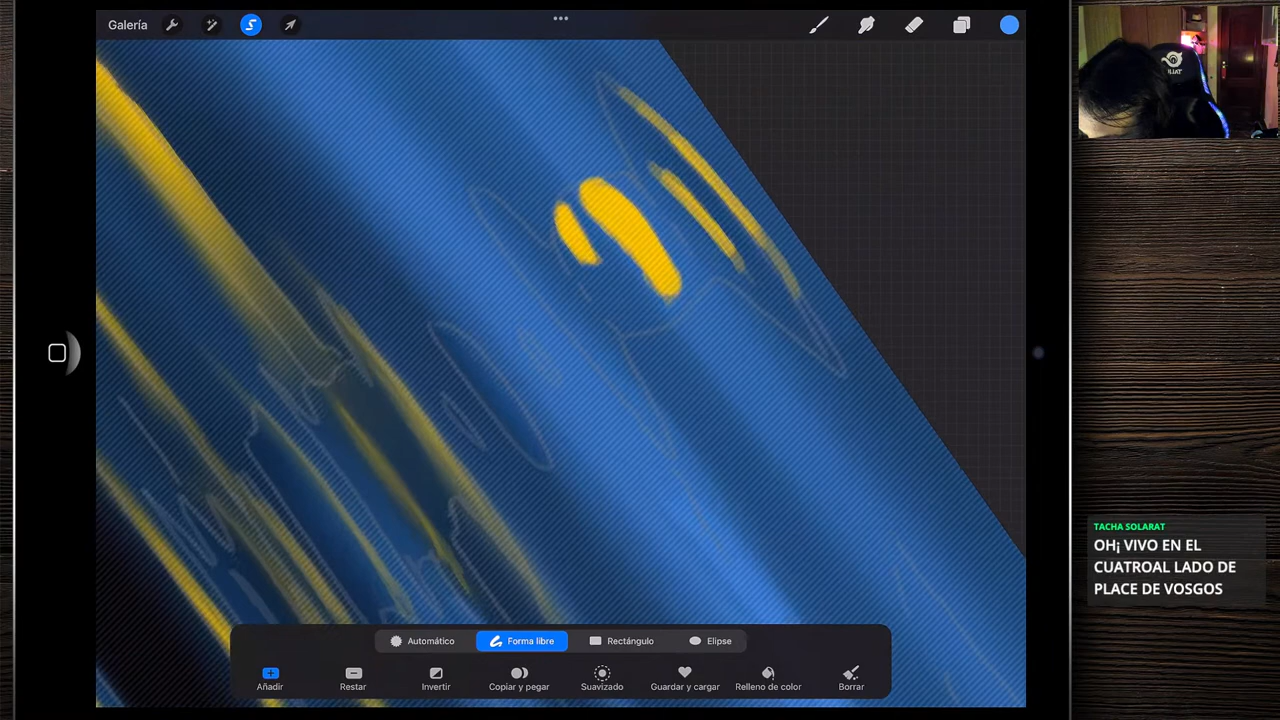 Galería
TACHA SOLARAT
OH¡ VIVO EN EL
CUATROAL LADO DE
PLACE DE VOSGOS
Automático
Forma libre
Rectángulo
Elipse
Añadir
Restar
Invertir
Copiar y pegar
Suavizado
Guardar y cargar
Relleno de color
Borrar